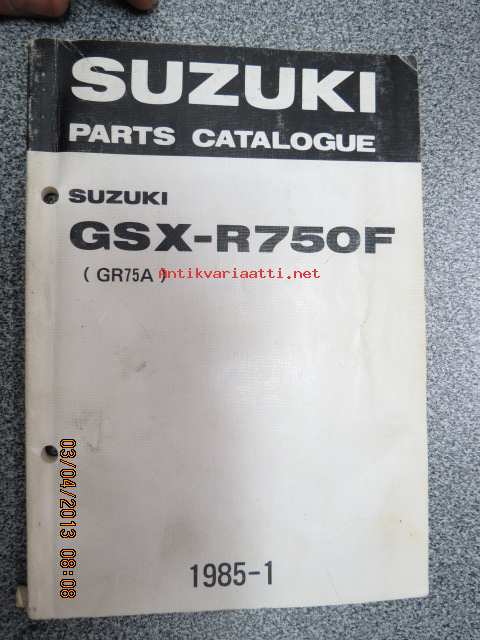 SUZUKI
PARTS CATALOGUE
SUZUKI
GSX-R750F
( GR75A )
Antikvariaatti.net
03/04/2013 08:08
1985-1